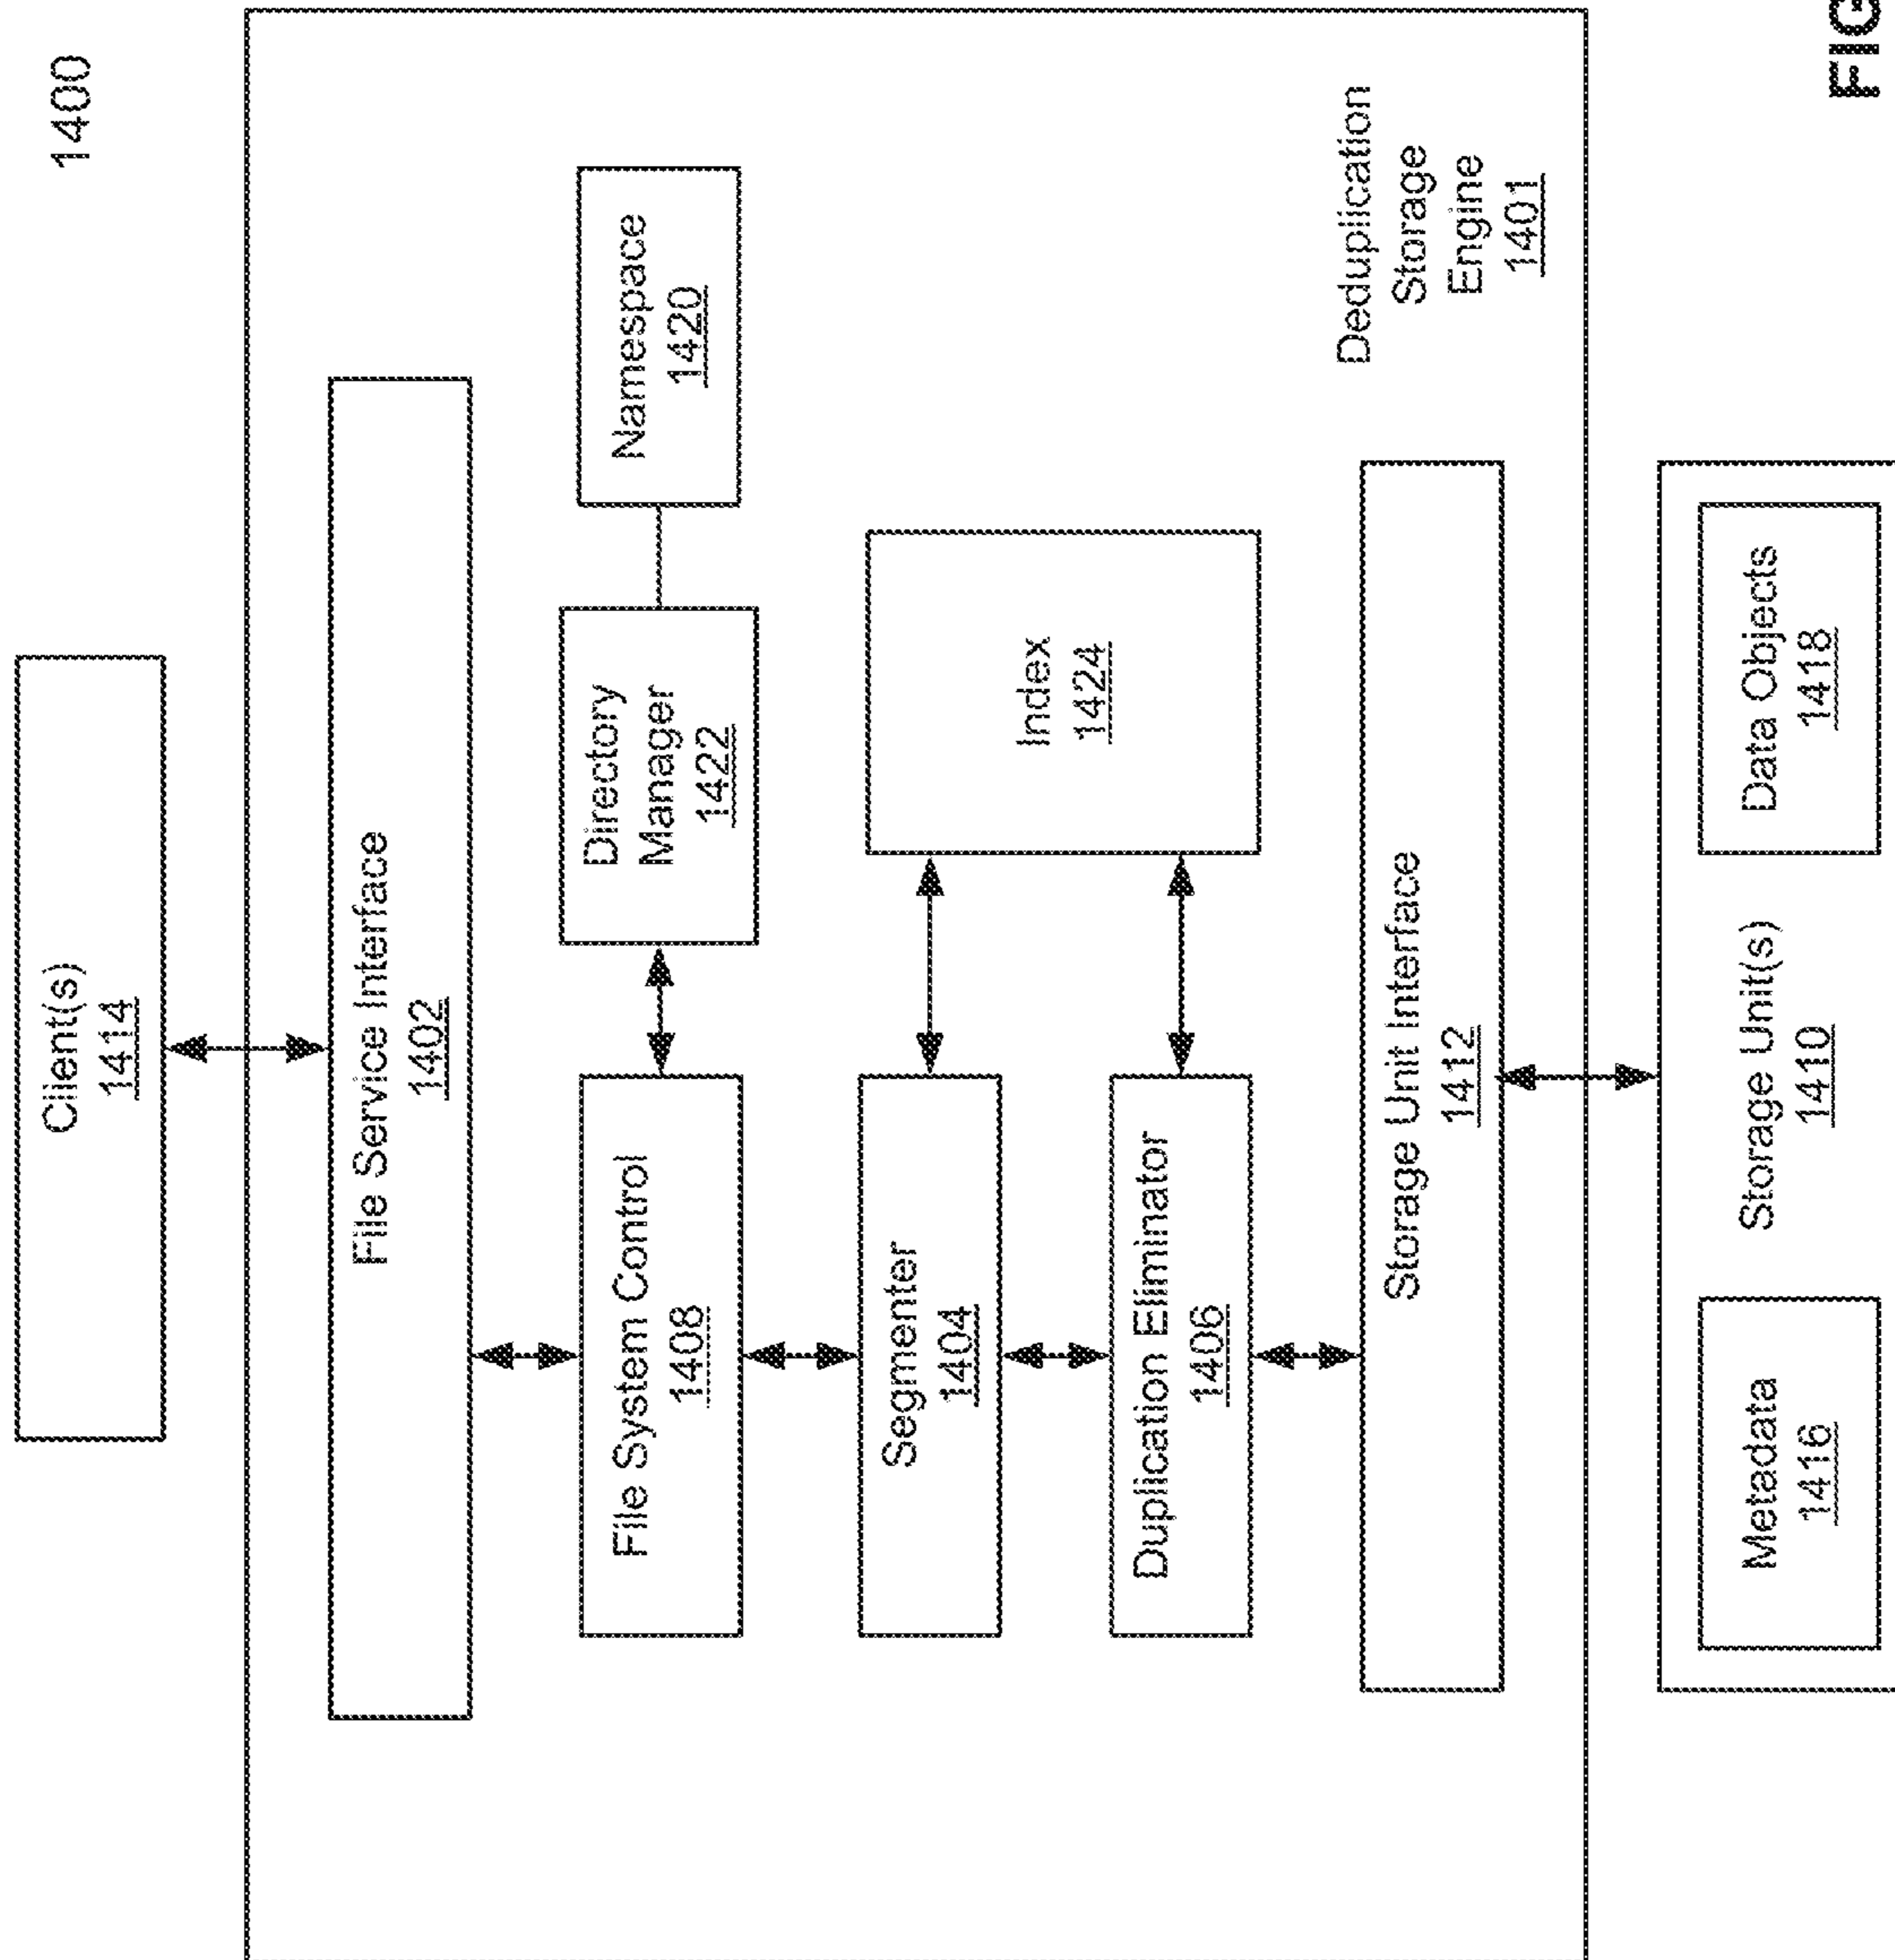 1400
Client(s)
1414
File Service Interface
1402
File System Control
1408
Directory
Manager
1422
Namespace
1420
Segmenter
1404
Index
1424
Duplication Eliminator
1406
Deduplication
Storage
Engine
1401
Storage Unit Interface
1412
Metadata
1416
Storage Unit(s)
1410
Data Objects
1418
FIG